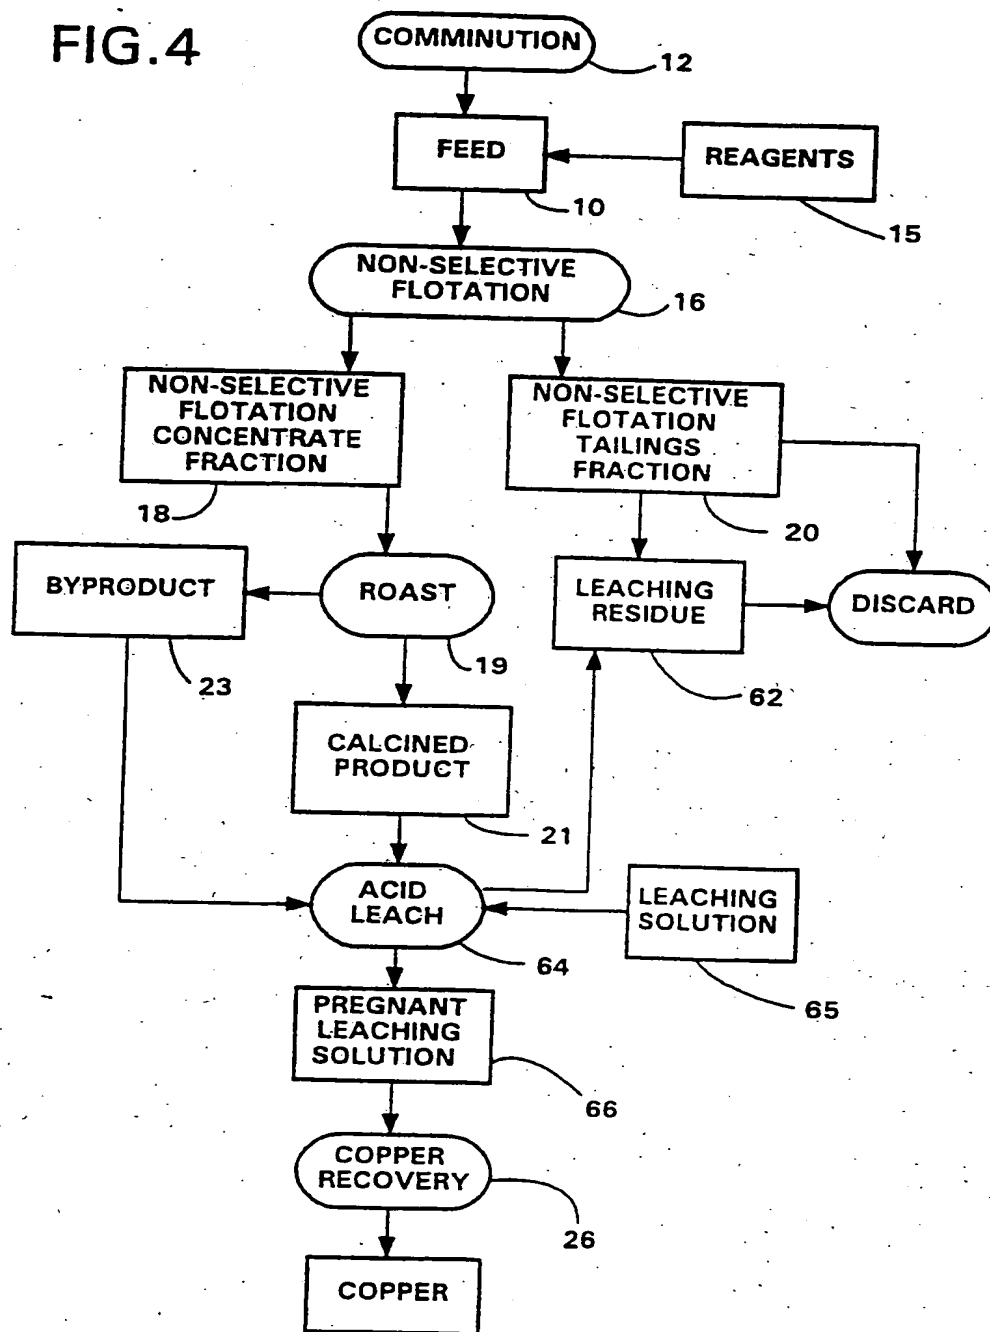 FIG.4
COMMINUTION
12
FEED
REAGENTS
10
15
NON-SELECTIVE
FLOTATION
16
NON-SELECTIVE
FLOTATION
CONCENTRATE
FRACTION
18
NON-SELECTIVE
FLOTATION
TAILINGS
FRACTION
20
BYPRODUCT
23
ROAST
19
LEACHING
RESIDUE
62
DISCARD
CALCINED
PRODUCT
21
ACID
LEACH
64
LEACHING
SOLUTION
65
PREGNANT
LEACHING
SOLUTION
66
COPPER
RECOVERY
26
COPPER